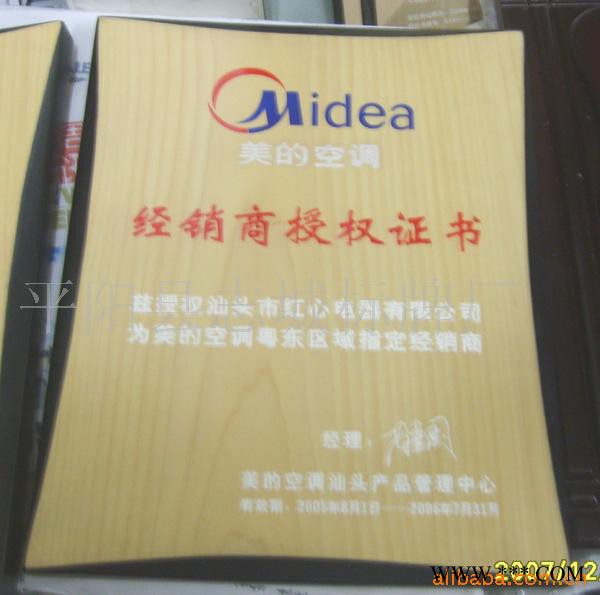 Midea
美的空调
经销商授权证书
兹授权汕头市红心电器有限公司
为美的空调粤东区域指定经销商
经理：
美的空调汕头产品管理中心
有效期：2005年8月1日——2006年7月31日
2007/12
alibaba.com.cn